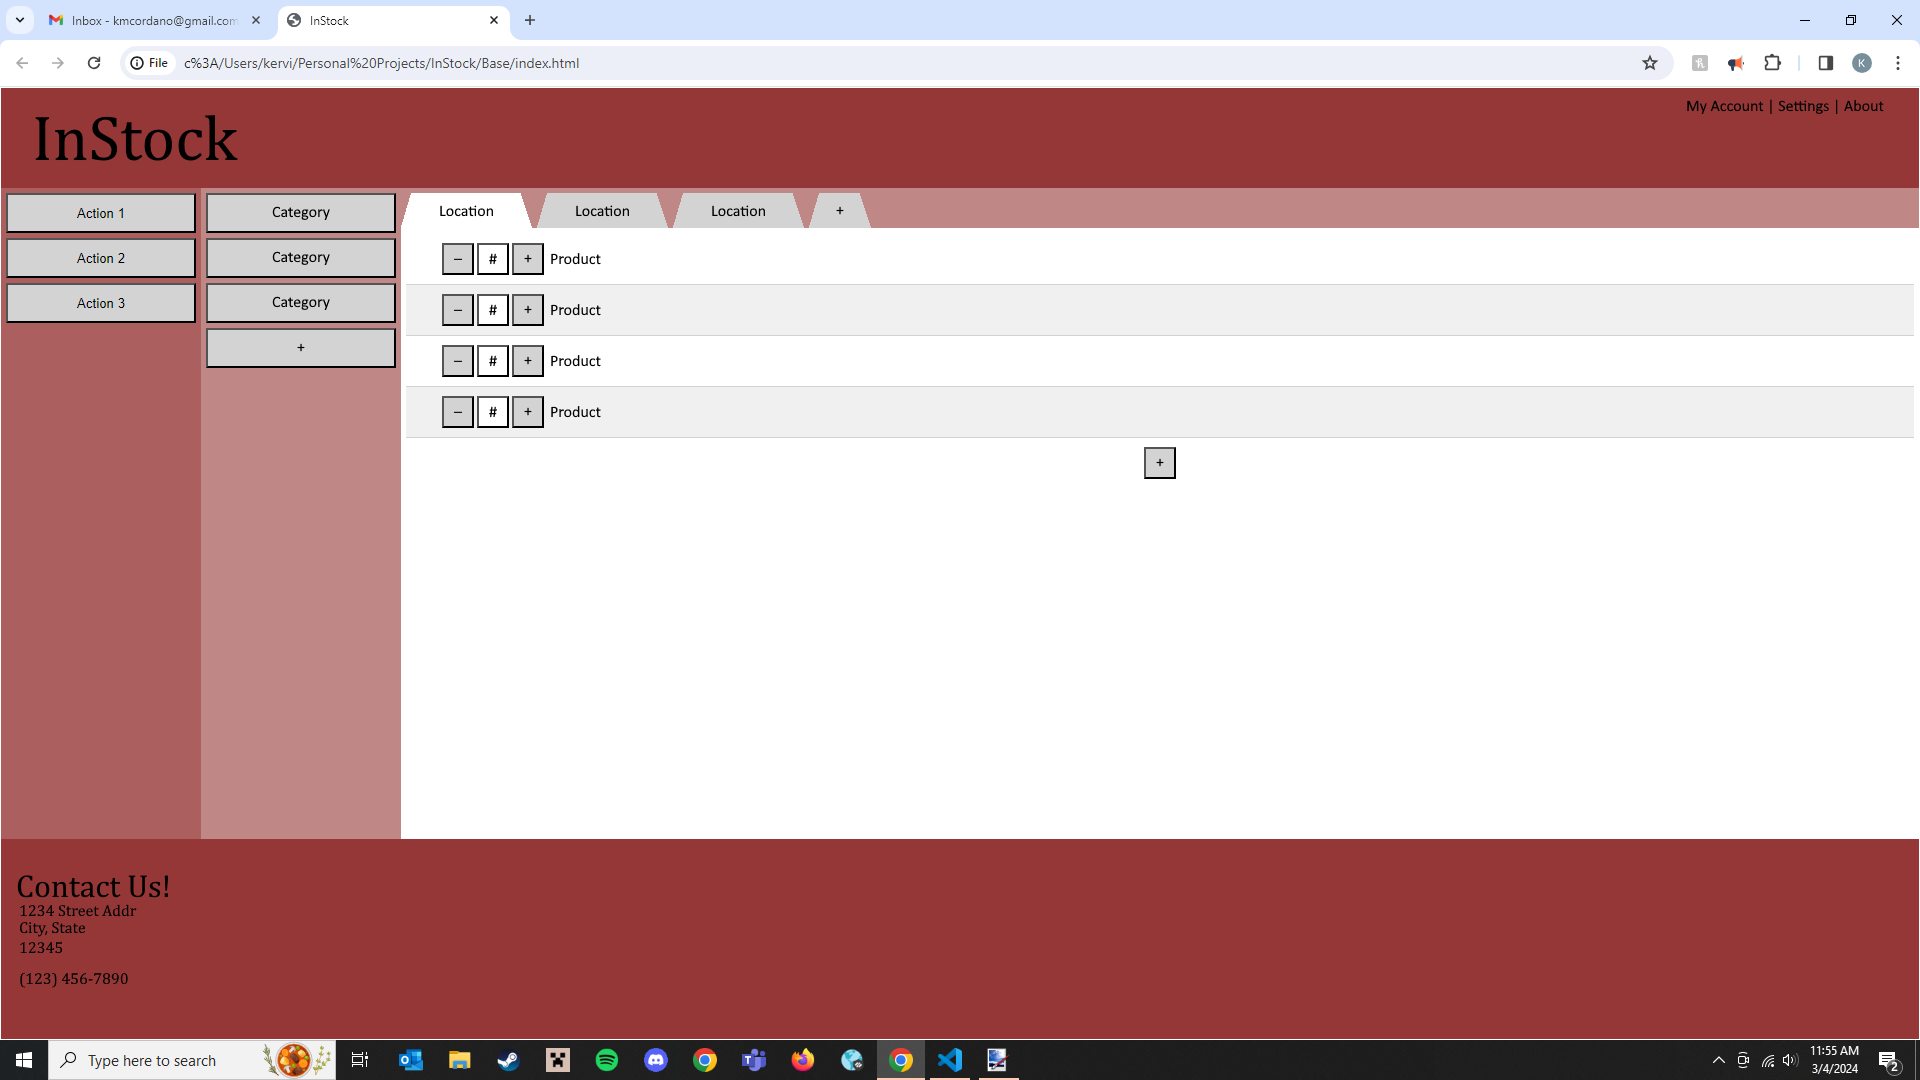 Inbox - kmcordano@gmail.com
InStock
File
c%3A/Users/kervi/Personal%20Projects/InStock/Base/index.html
K
My Account | Settings | About
InStock
Action 1
Action 2
Action 3
Category
Category
Category
+
Location
Location
Location
+
– # + Product
– # + Product
– # + Product
– # + Product
+
Contact Us!
1234 Street Addr
City, State
12345
(123) 456-7890
Type here to search
11:55 AM
3/4/2024
2